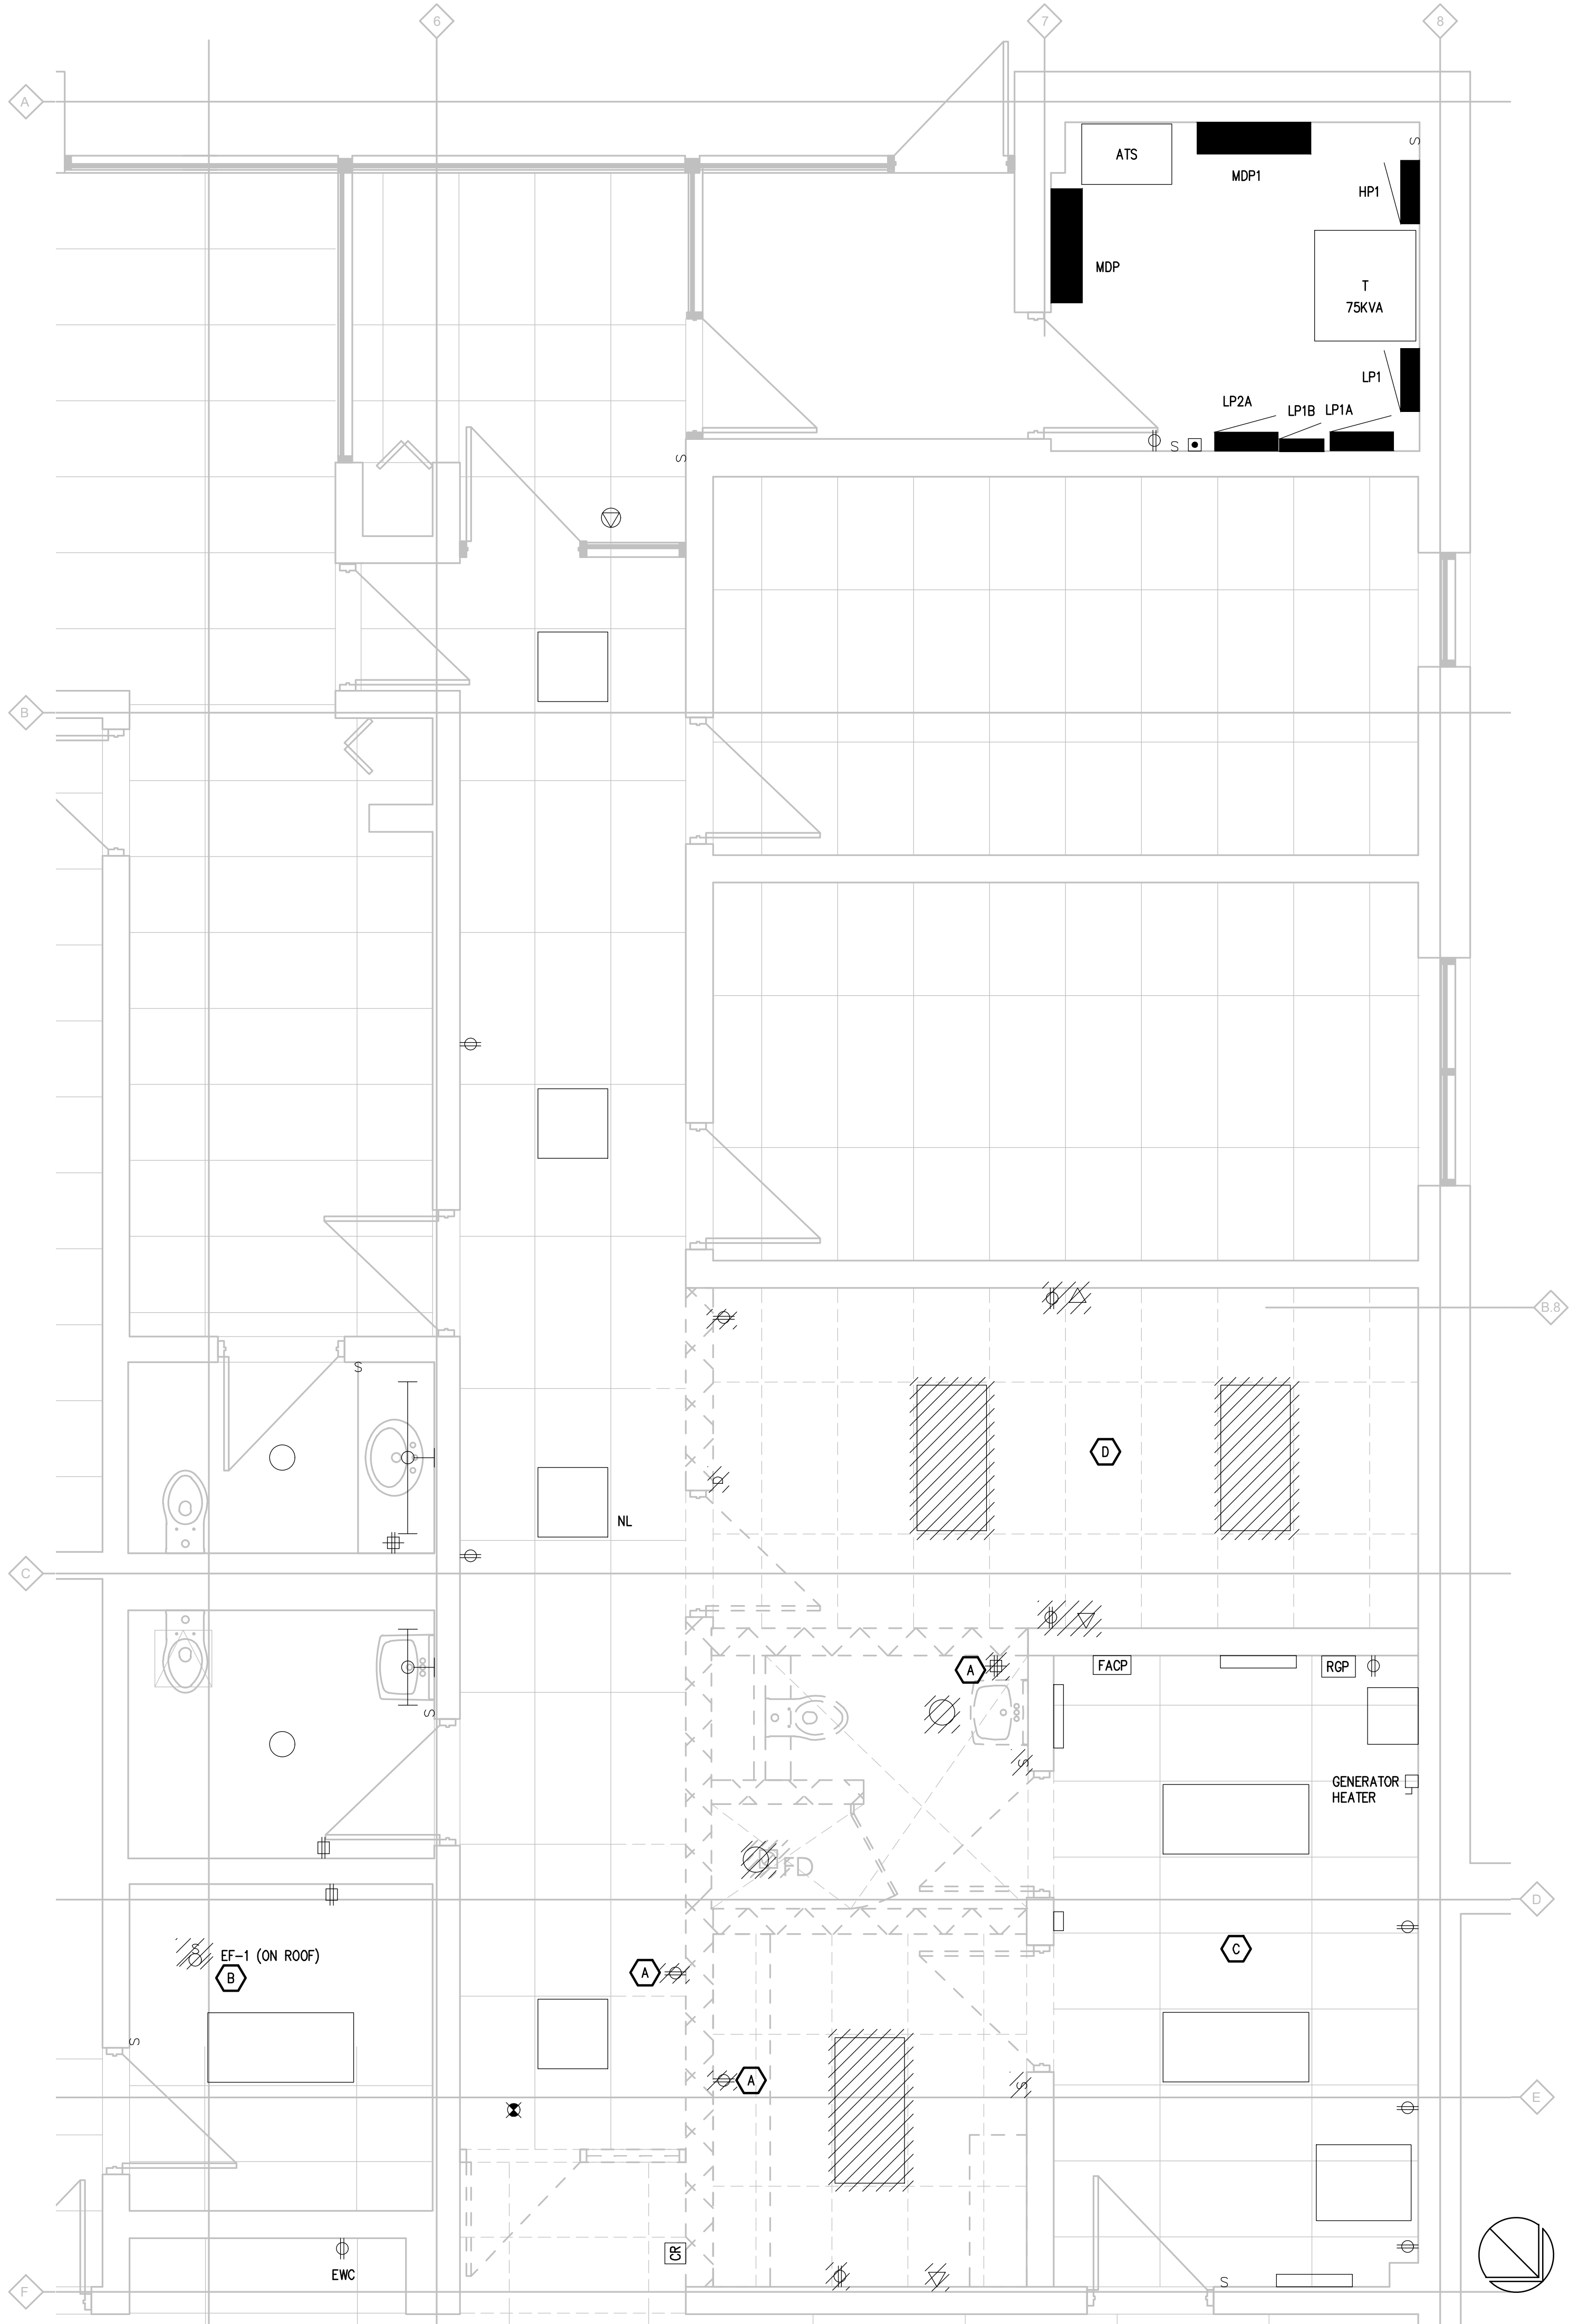 6
7
8
A
ATS
MDP1
S
HP1
MDP
T
75KVA
LP1
LP2A
LP1B
LP1A
S
S
B
B.8
S
D
D
NL
C
A
FACP
RGP
S
S
GENERATOR
HEATER
FD
D
S
EF-1 (ON ROOF)
B
A
C
S
A
S
E
CR
EWC
S
F